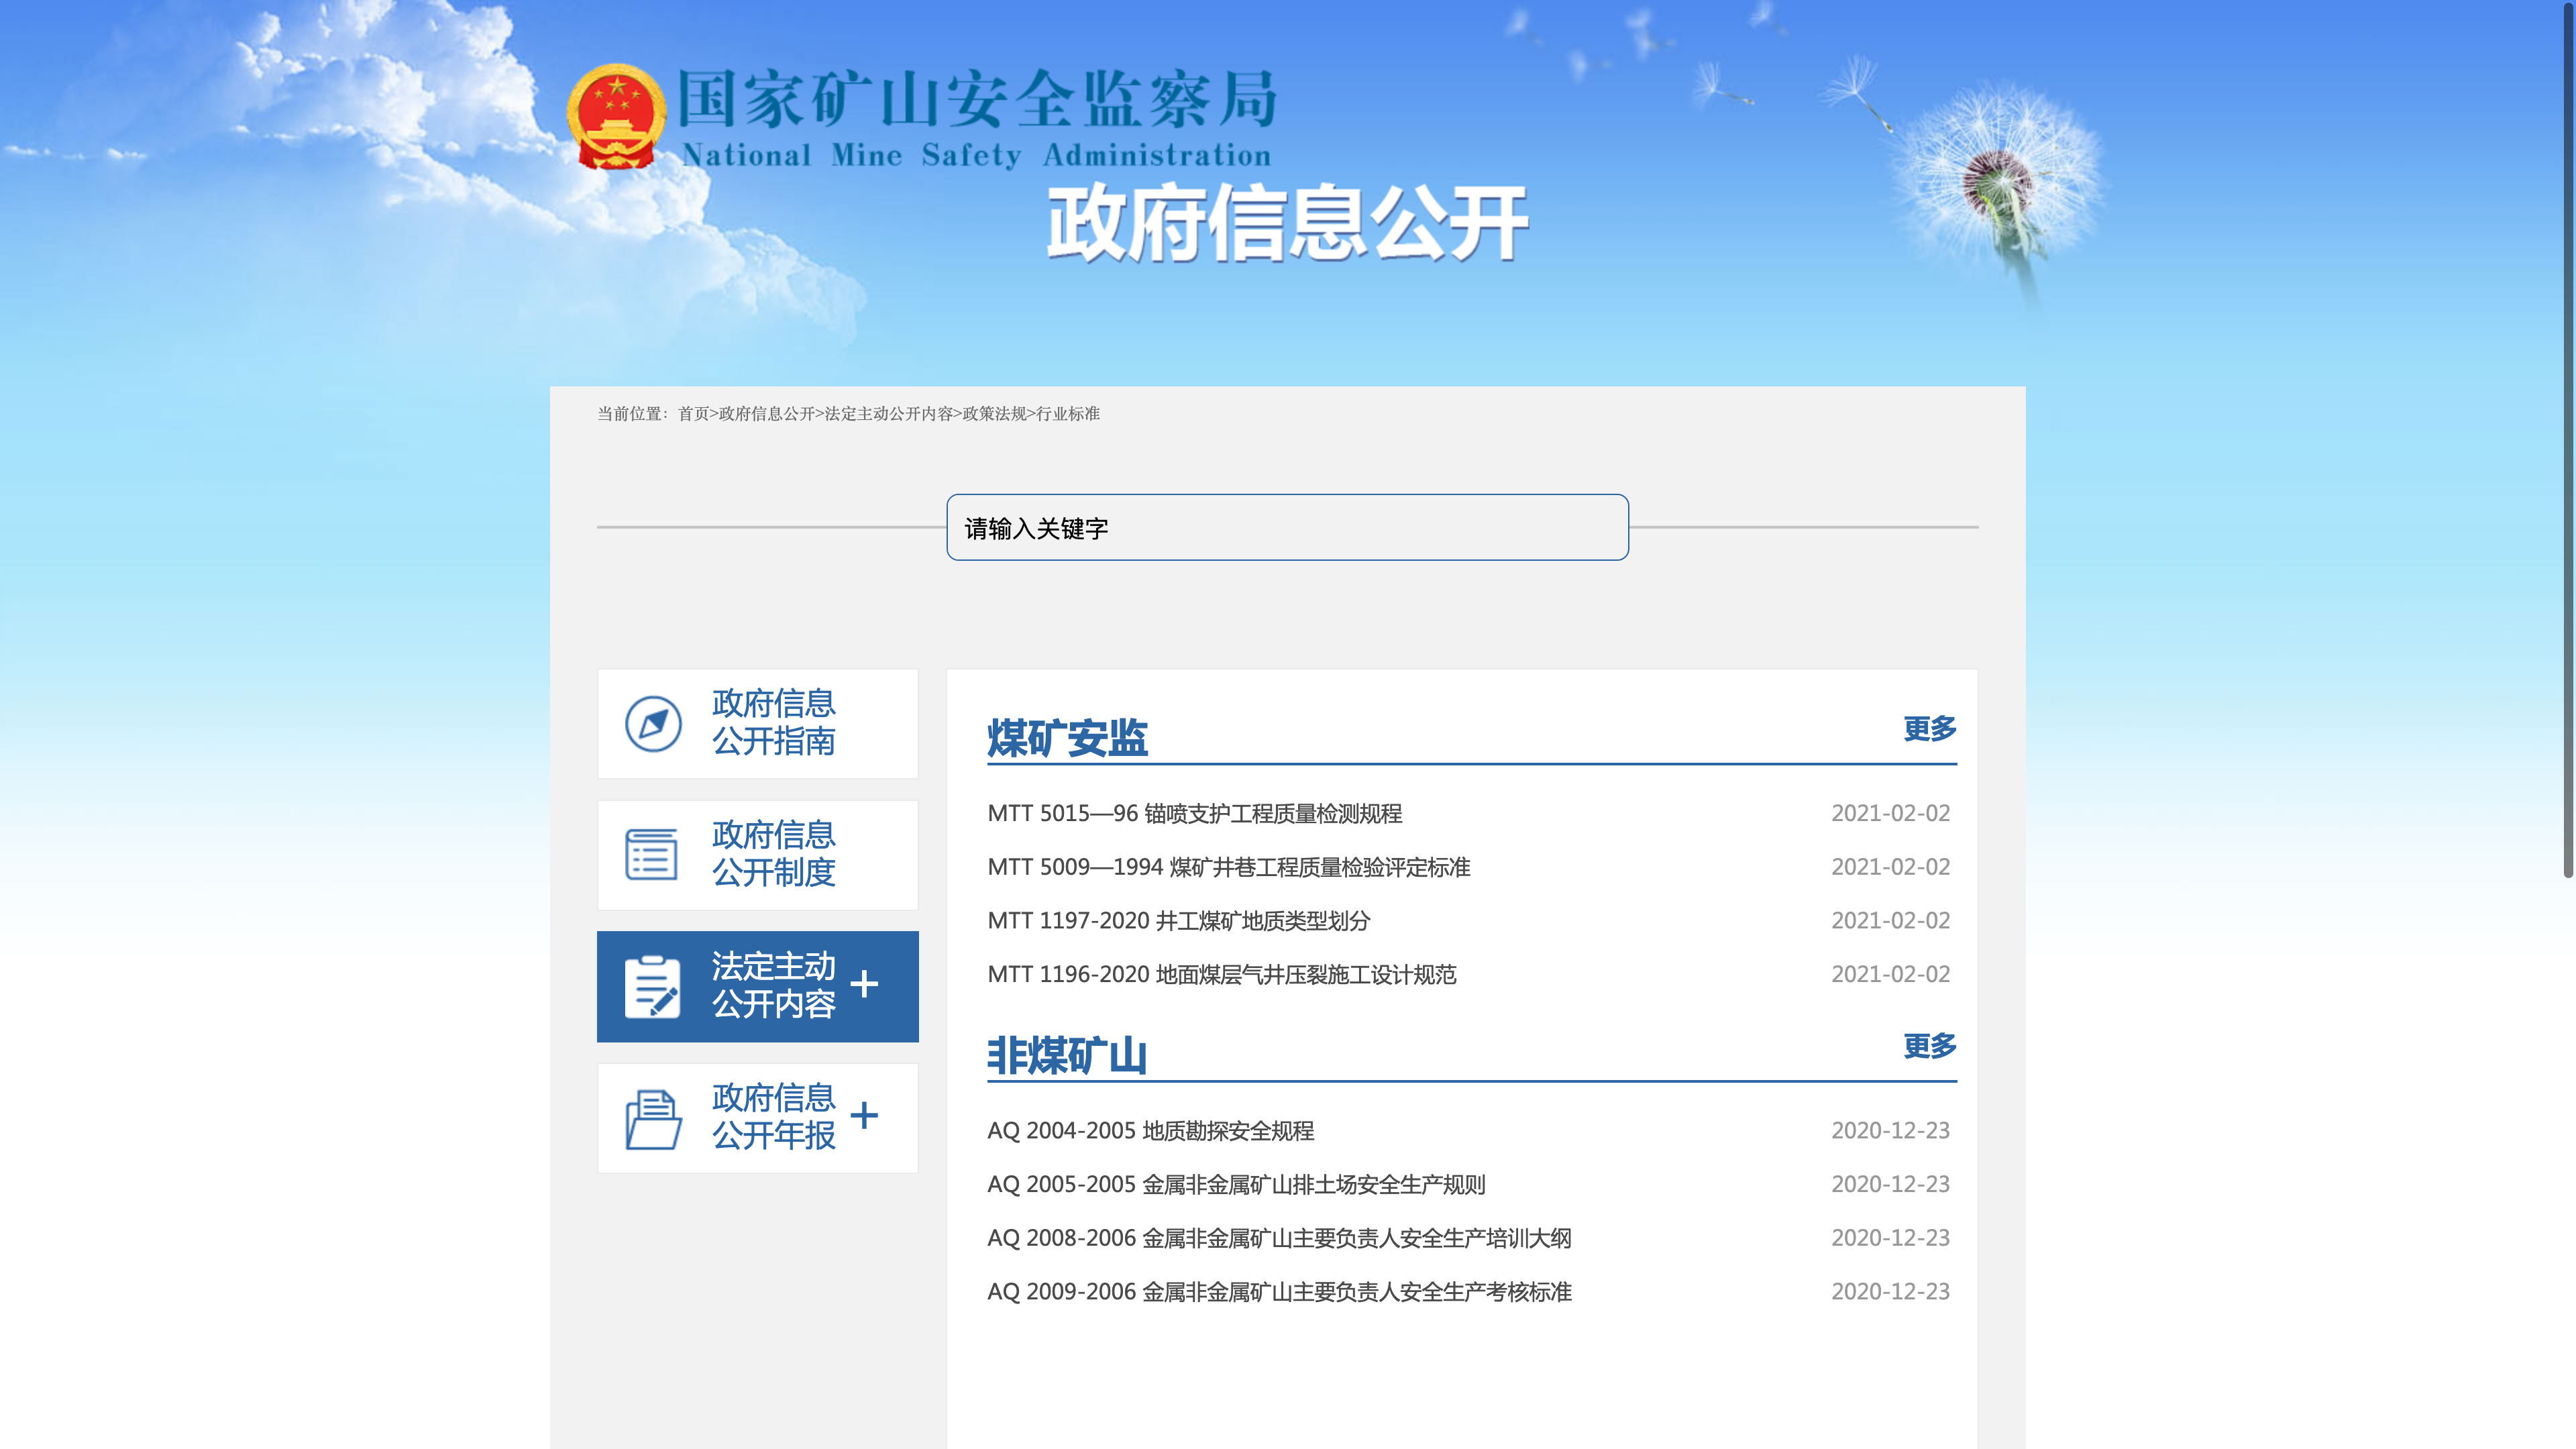 国家矿山安全监察局
National Mine Safety Administration
政府信息公开
当前位置：首页>政府信息公开>法定主动公开内容>政策法规>行业标准
请输入关键字
政府信息
公开指南
政府信息
公开制度
法定主动
公开内容 +
政府信息
公开年报 +
煤矿安监 更多
MTT 5015—96 锚喷支护工程质量检测规程 2021-02-02
MTT 5009—1994 煤矿井巷工程质量检验评定标准 2021-02-02
MTT 1197-2020 井工煤矿地质类型划分 2021-02-02
MTT 1196-2020 地面煤层气井压裂施工设计规范 2021-02-02
非煤矿山 更多
AQ 2004-2005 地质勘探安全规程 2020-12-23
AQ 2005-2005 金属非金属矿山排土场安全生产规则 2020-12-23
AQ 2008-2006 金属非金属矿山主要负责人安全生产培训大纲 2020-12-23
AQ 2009-2006 金属非金属矿山主要负责人安全生产考核标准 2020-12-23